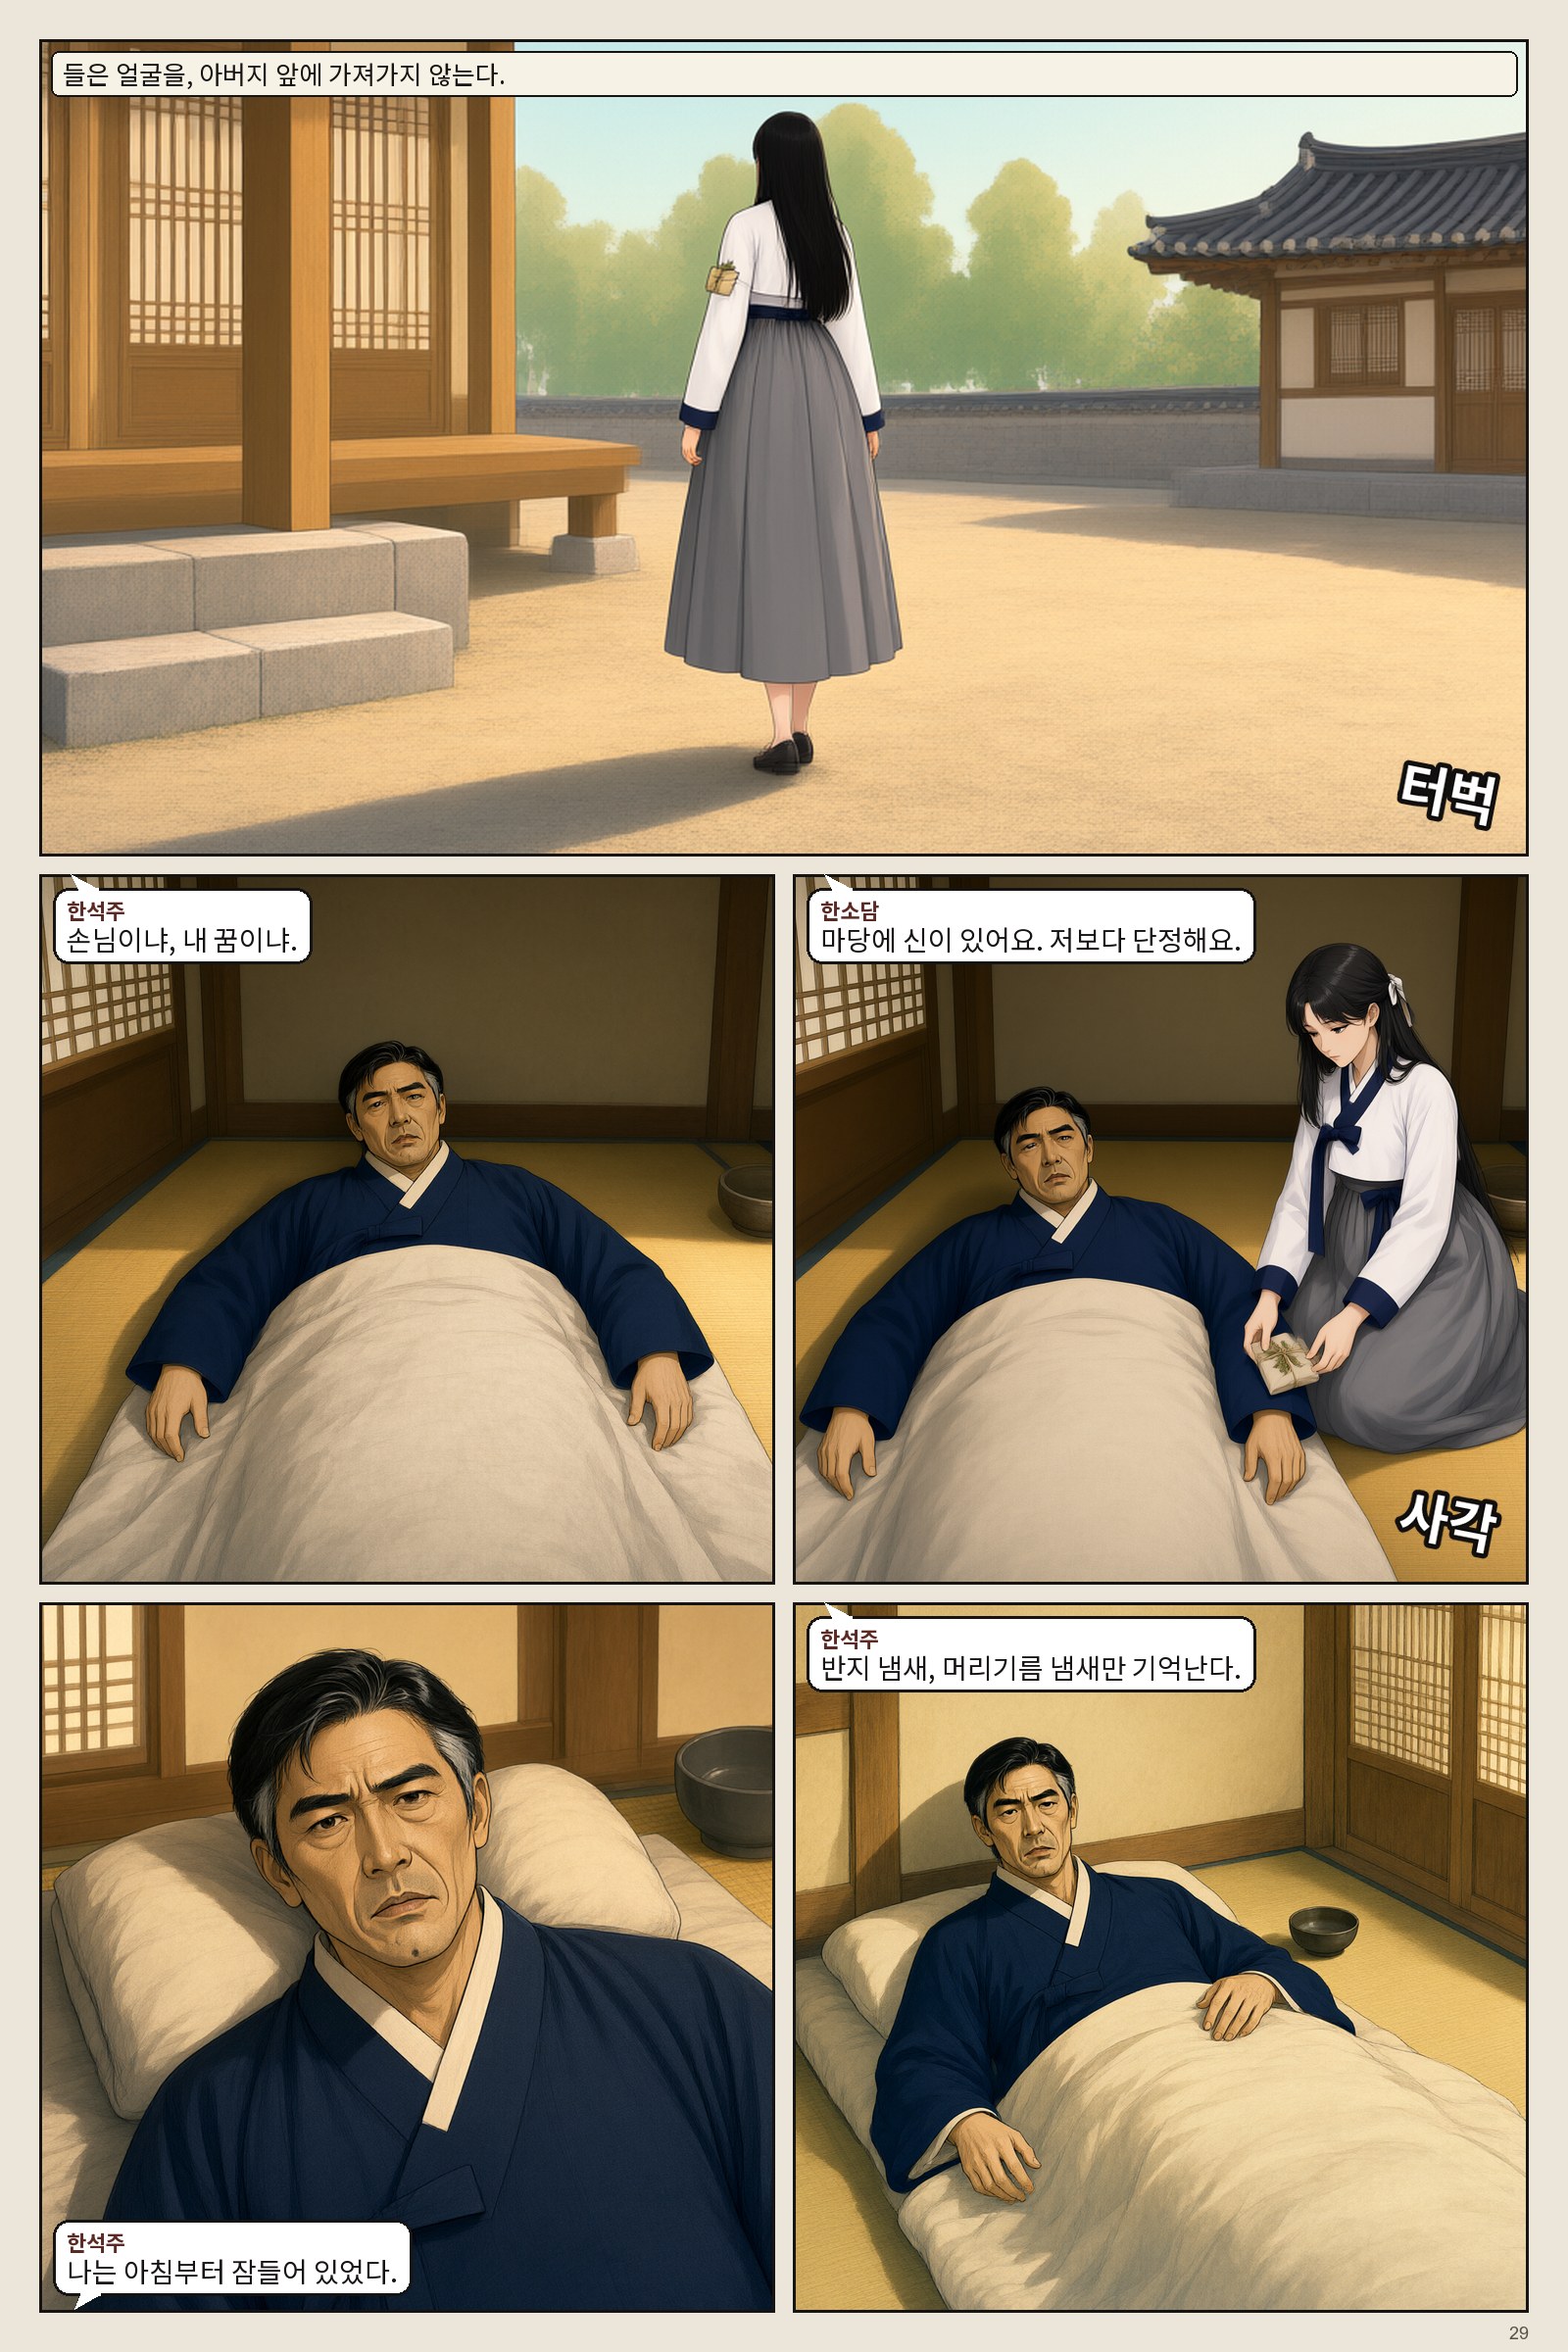 들은 얼굴을, 아버지 앞에 가져가지 않는다.
터벅
한석주
손님이냐, 내 꿈이냐.
한소담
마당에 신이 있어요. 저보다 단정해요.
사각
한석주
나는 아침부터 잠들어 있었다.
한석주
반지 냄새, 머리기름 냄새만 기억난다.
29